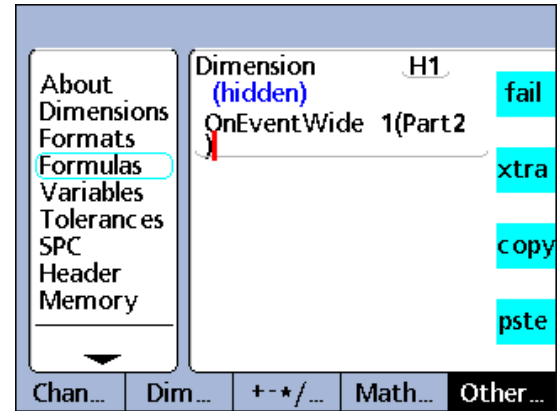 About
Dimensions
Formats
Formulas
Variables
Tolerances
SPC
Header
Memory
Dimension H1
(hidden)
OnEventWide 1(Part2
)
fail
xtra
copy
pste
Chan...
Dim...
+-*/...
Math...
Other...